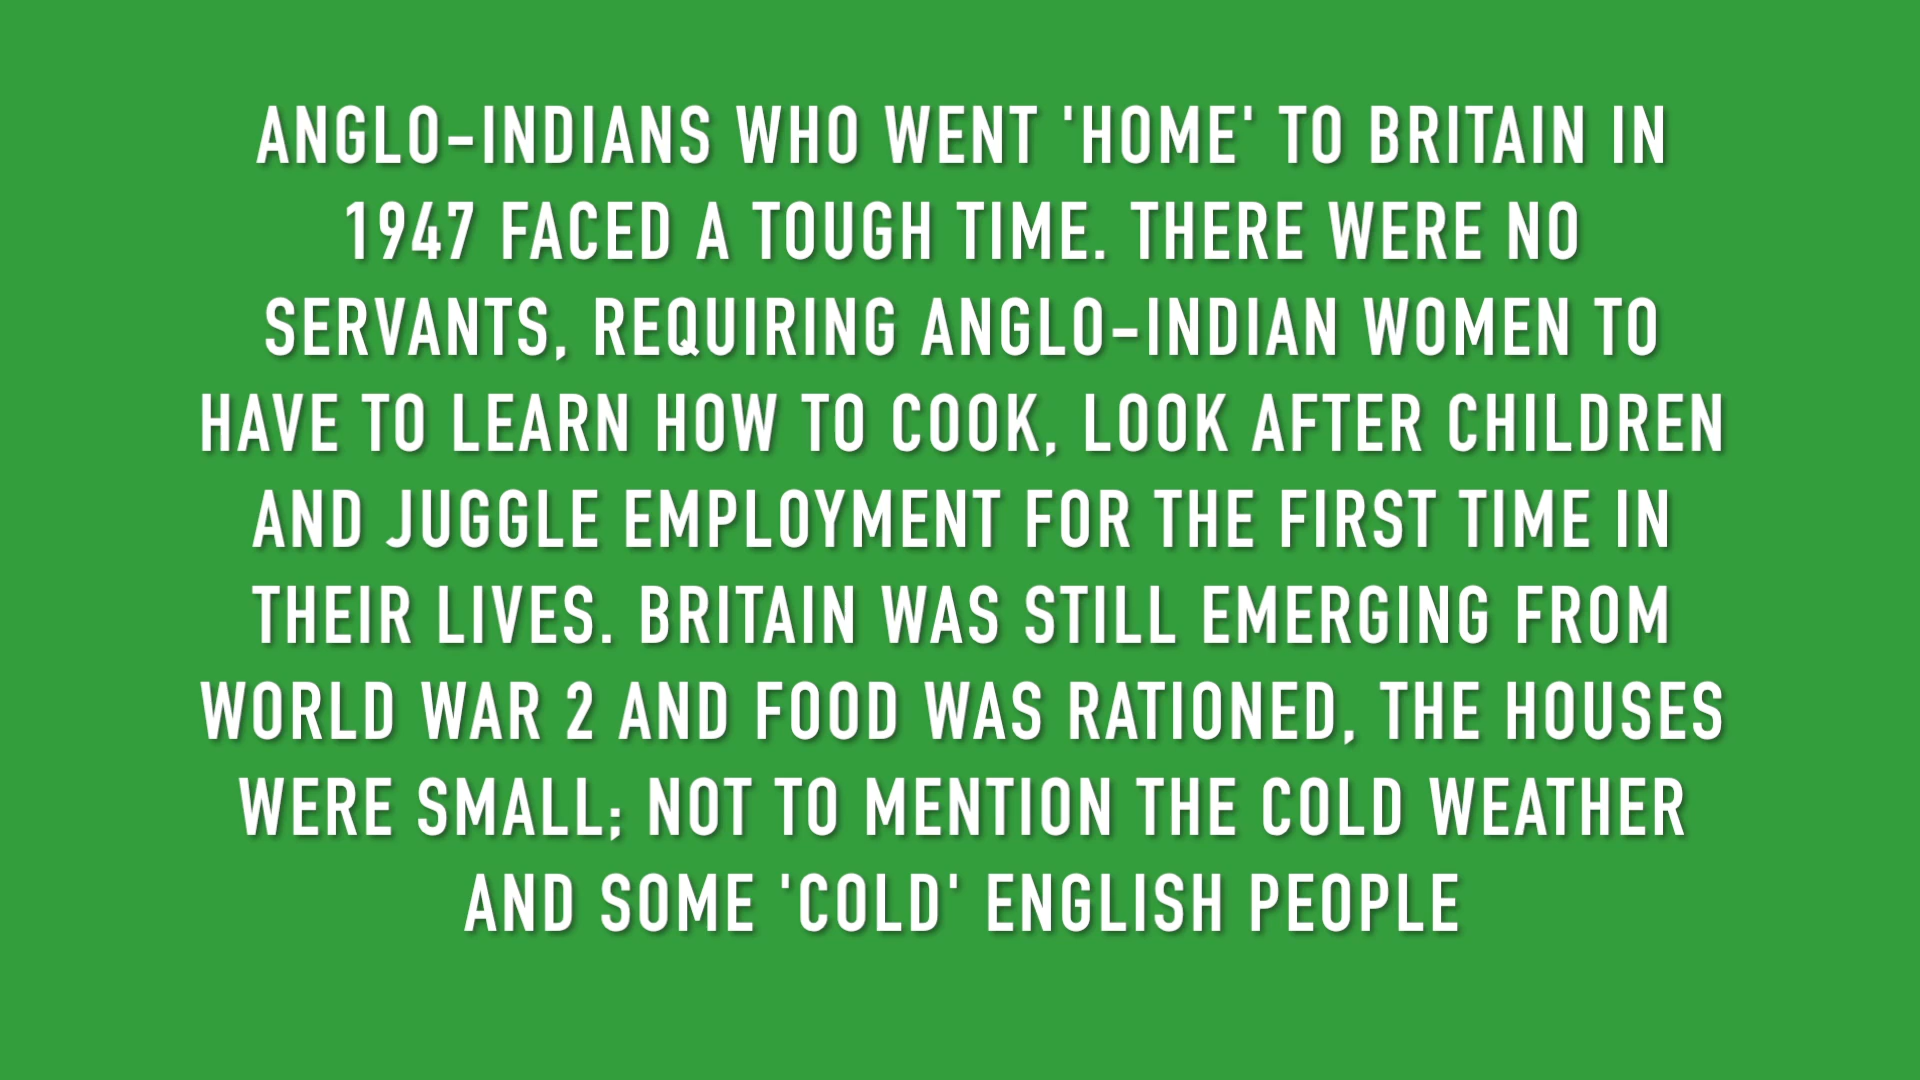 ANGLO-INDIANS WHO WENT 'HOME' TO BRITAIN IN
1947 FACED A TOUGH TIME. THERE WERE NO
SERVANTS, REQUIRING ANGLO-INDIAN WOMEN TO
HAVE TO LEARN HOW TO COOK, LOOK AFTER CHILDREN
AND JUGGLE EMPLOYMENT FOR THE FIRST TIME IN
THEIR LIVES. BRITAIN WAS STILL EMERGING FROM
WORLD WAR 2 AND FOOD WAS RATIONED, THE HOUSES
WERE SMALL; NOT TO MENTION THE COLD WEATHER
AND SOME 'COLD' ENGLISH PEOPLE